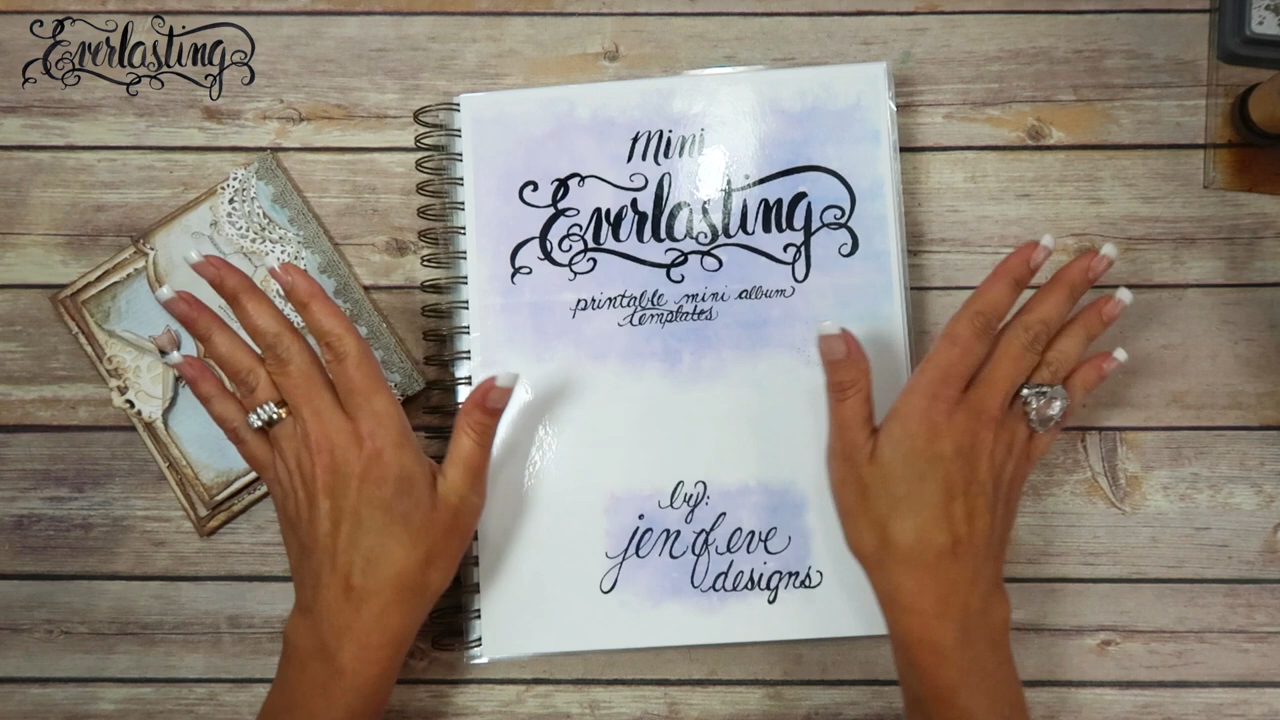 Everlasting
Mini
Everlasting
printable mini album
templates
by:
jen of eve
designs